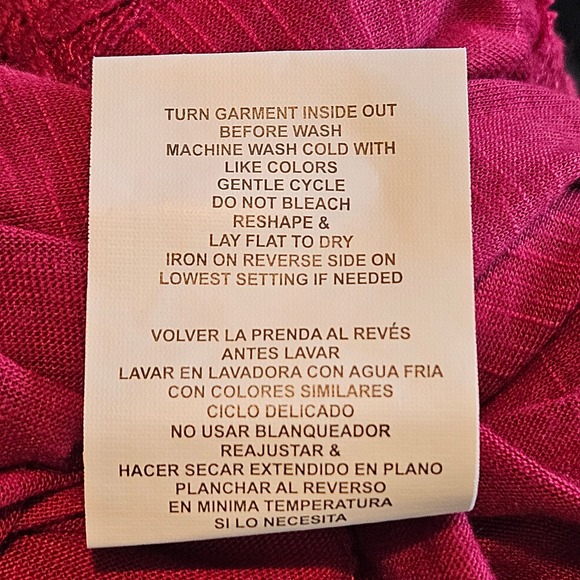 TURN GARMENT INSIDE OUT
BEFORE WASH
MACHINE WASH COLD WITH
LIKE COLORS
GENTLE CYCLE
DO NOT BLEACH
RESHAPE &
LAY FLAT TO DRY
IRON ON REVERSE SIDE ON
LOWEST SETTING IF NEEDED
VOLVER LA PRENDA AL REVÉS
ANTES LAVAR
LAVAR EN LAVADORA CON AGUA FRIA
CON COLORES SIMILARES
CICLO DELICADO
NO USAR BLANQUEADOR
REAJUSTAR &
HACER SECAR EXTENDIDO EN PLANO
PLANCHAR AL REVERSO
EN MINIMA TEMPERATURA
SI LO NECESITA